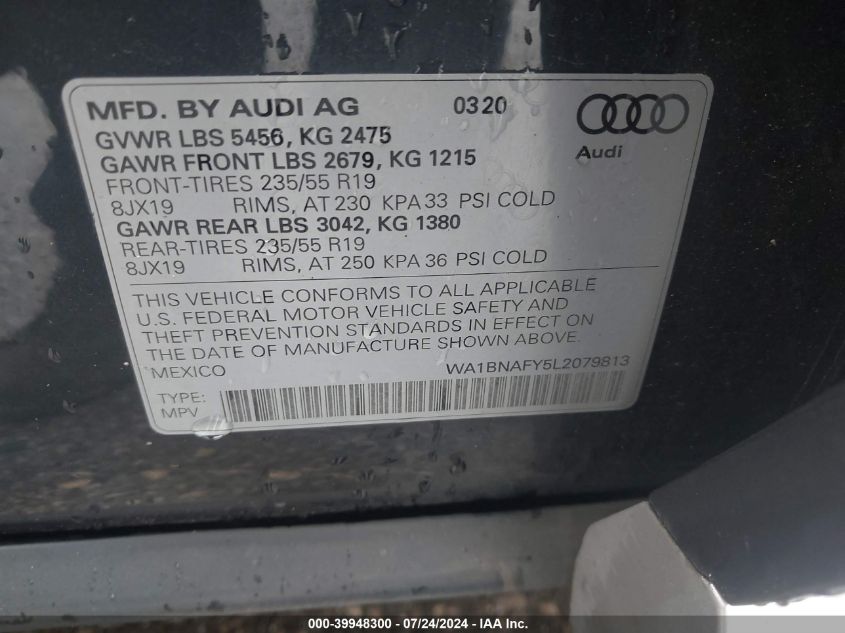 MFD. BY AUDI AG 0320
Audi
GVWR LBS 5456, KG 2475
GAWR FRONT LBS 2679, KG 1215
FRONT-TIRES 235/55 R19
8JX19 RIMS, AT 230 KPA 33 PSI COLD
GAWR REAR LBS 3042, KG 1380
REAR-TIRES 235/55 R19
8JX19 RIMS, AT 250 KPA 36 PSI COLD
THIS VEHICLE CONFORMS TO ALL APPLICABLE
U.S. FEDERAL MOTOR VEHICLE SAFETY AND
THEFT PREVENTION STANDARDS IN EFFECT ON
THE DATE OF MANUFACTURE SHOWN ABOVE.
MEXICO WA1BNAFY5L2079813
TYPE:
MPV
000-39948300 - 07/24/2024 - IAA Inc.